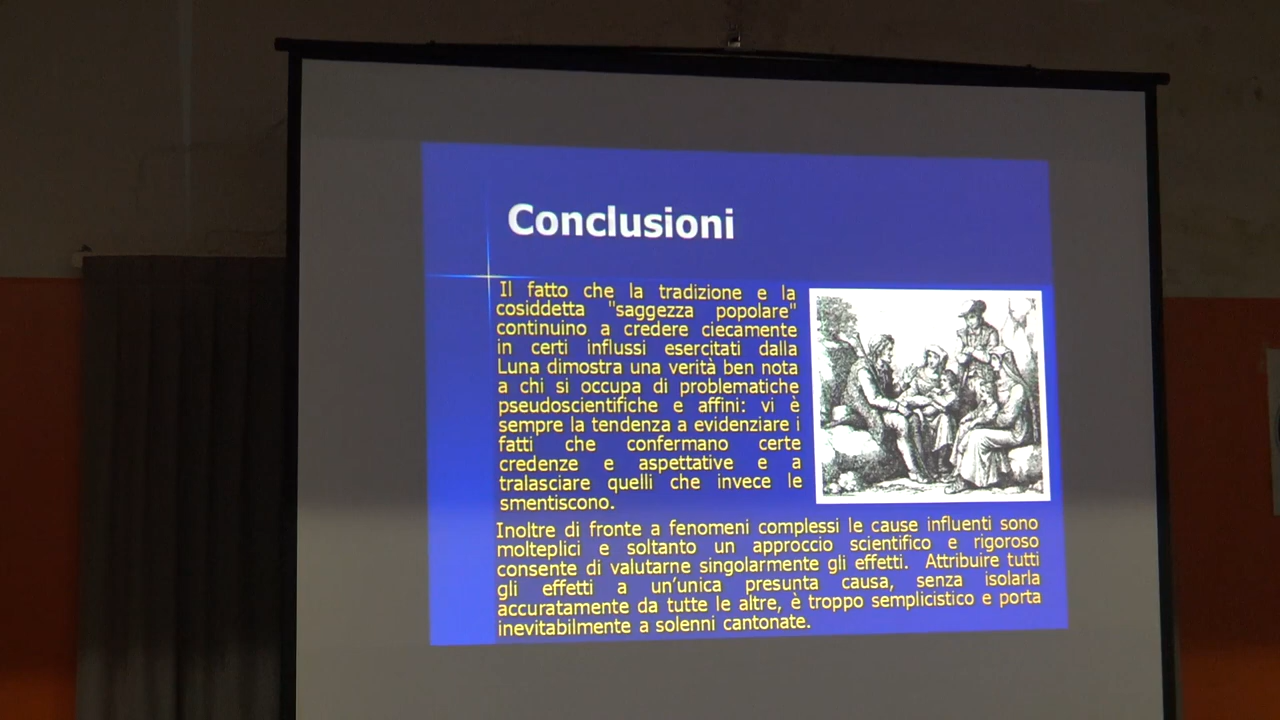 Conclusioni
Il fatto che la tradizione e la
cosiddetta "saggezza popolare"
continuino a credere ciecamente
in certi influssi esercitati dalla
Luna dimostra una verità ben nota
a chi si occupa di problematiche
pseudoscientifiche e affini: vi è
sempre la tendenza a evidenziare i
fatti che confermano certe
credenze e aspettative e a
tralasciare quelli che invece le
smentiscono.
Inoltre di fronte a fenomeni complessi le cause influenti sono
molteplici e soltanto un approccio scientifico e rigoroso
consente di valutarne singolarmente gli effetti. Attribuire tutti
gli effetti a un'unica presunta causa, senza isolarla
accuratamente da tutte le altre, è troppo semplicistico e porta
inevitabilmente a solenni cantonate.